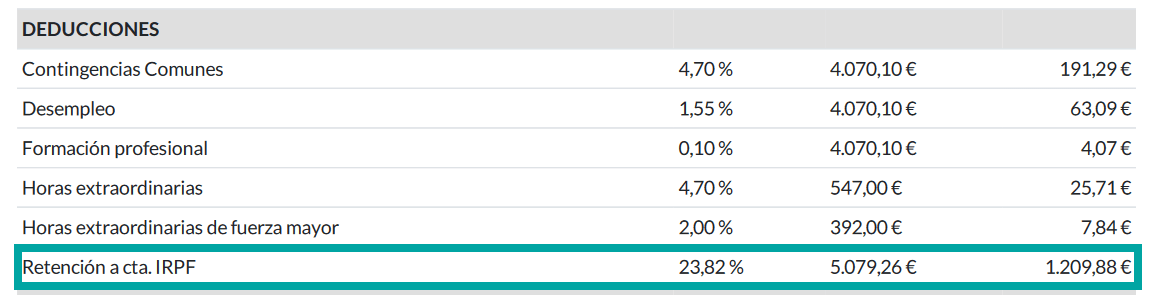 DEDUCCIONES
Contingencias Comunes 4,70 % 4.070,10 € 191,29 €
Desempleo 1,55 % 4.070,10 € 63,09 €
Formación profesional 0,10 % 4.070,10 € 4,07 €
Horas extraordinarias 4,70 % 547,00 € 25,71 €
Horas extraordinarias de fuerza mayor 2,00 % 392,00 € 7,84 €
Retención a cta. IRPF 23,82 % 5.079,26 € 1.209,88 €